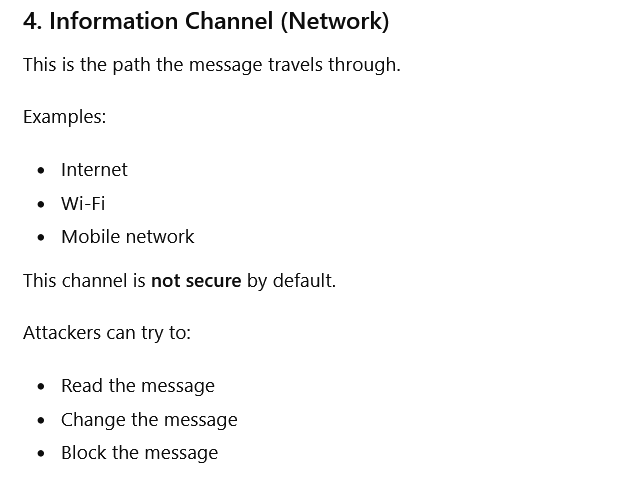 4. Information Channel (Network)
This is the path the message travels through.
Examples:
• Internet
• Wi-Fi
• Mobile network
This channel is not secure by default.
Attackers can try to:
• Read the message
• Change the message
• Block the message